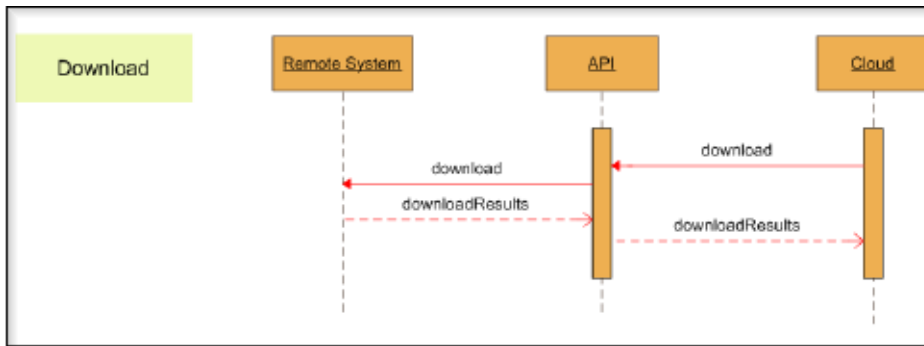 Download
Remote System
API
Cloud
download
download
downloadResults
downloadResults